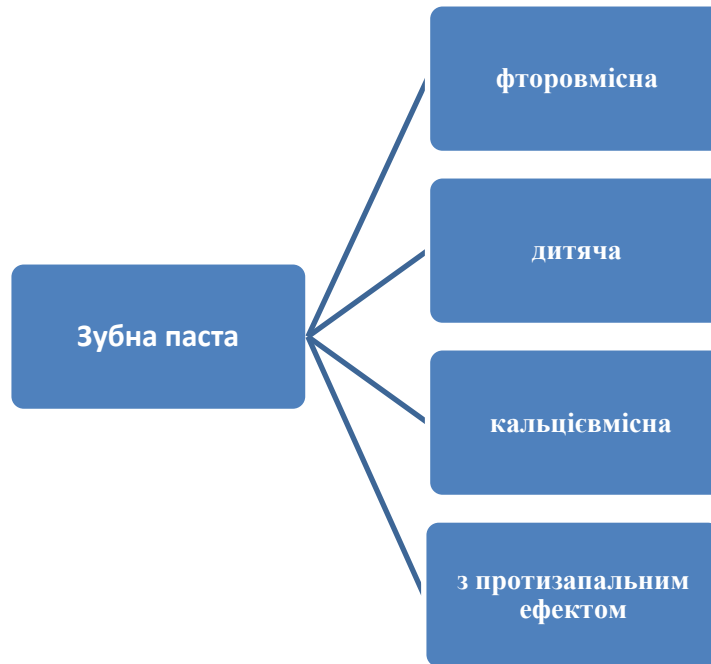 фторовмісна
дитяча
Зубна паста
кальцієвмісна
з протизапальним
ефектом